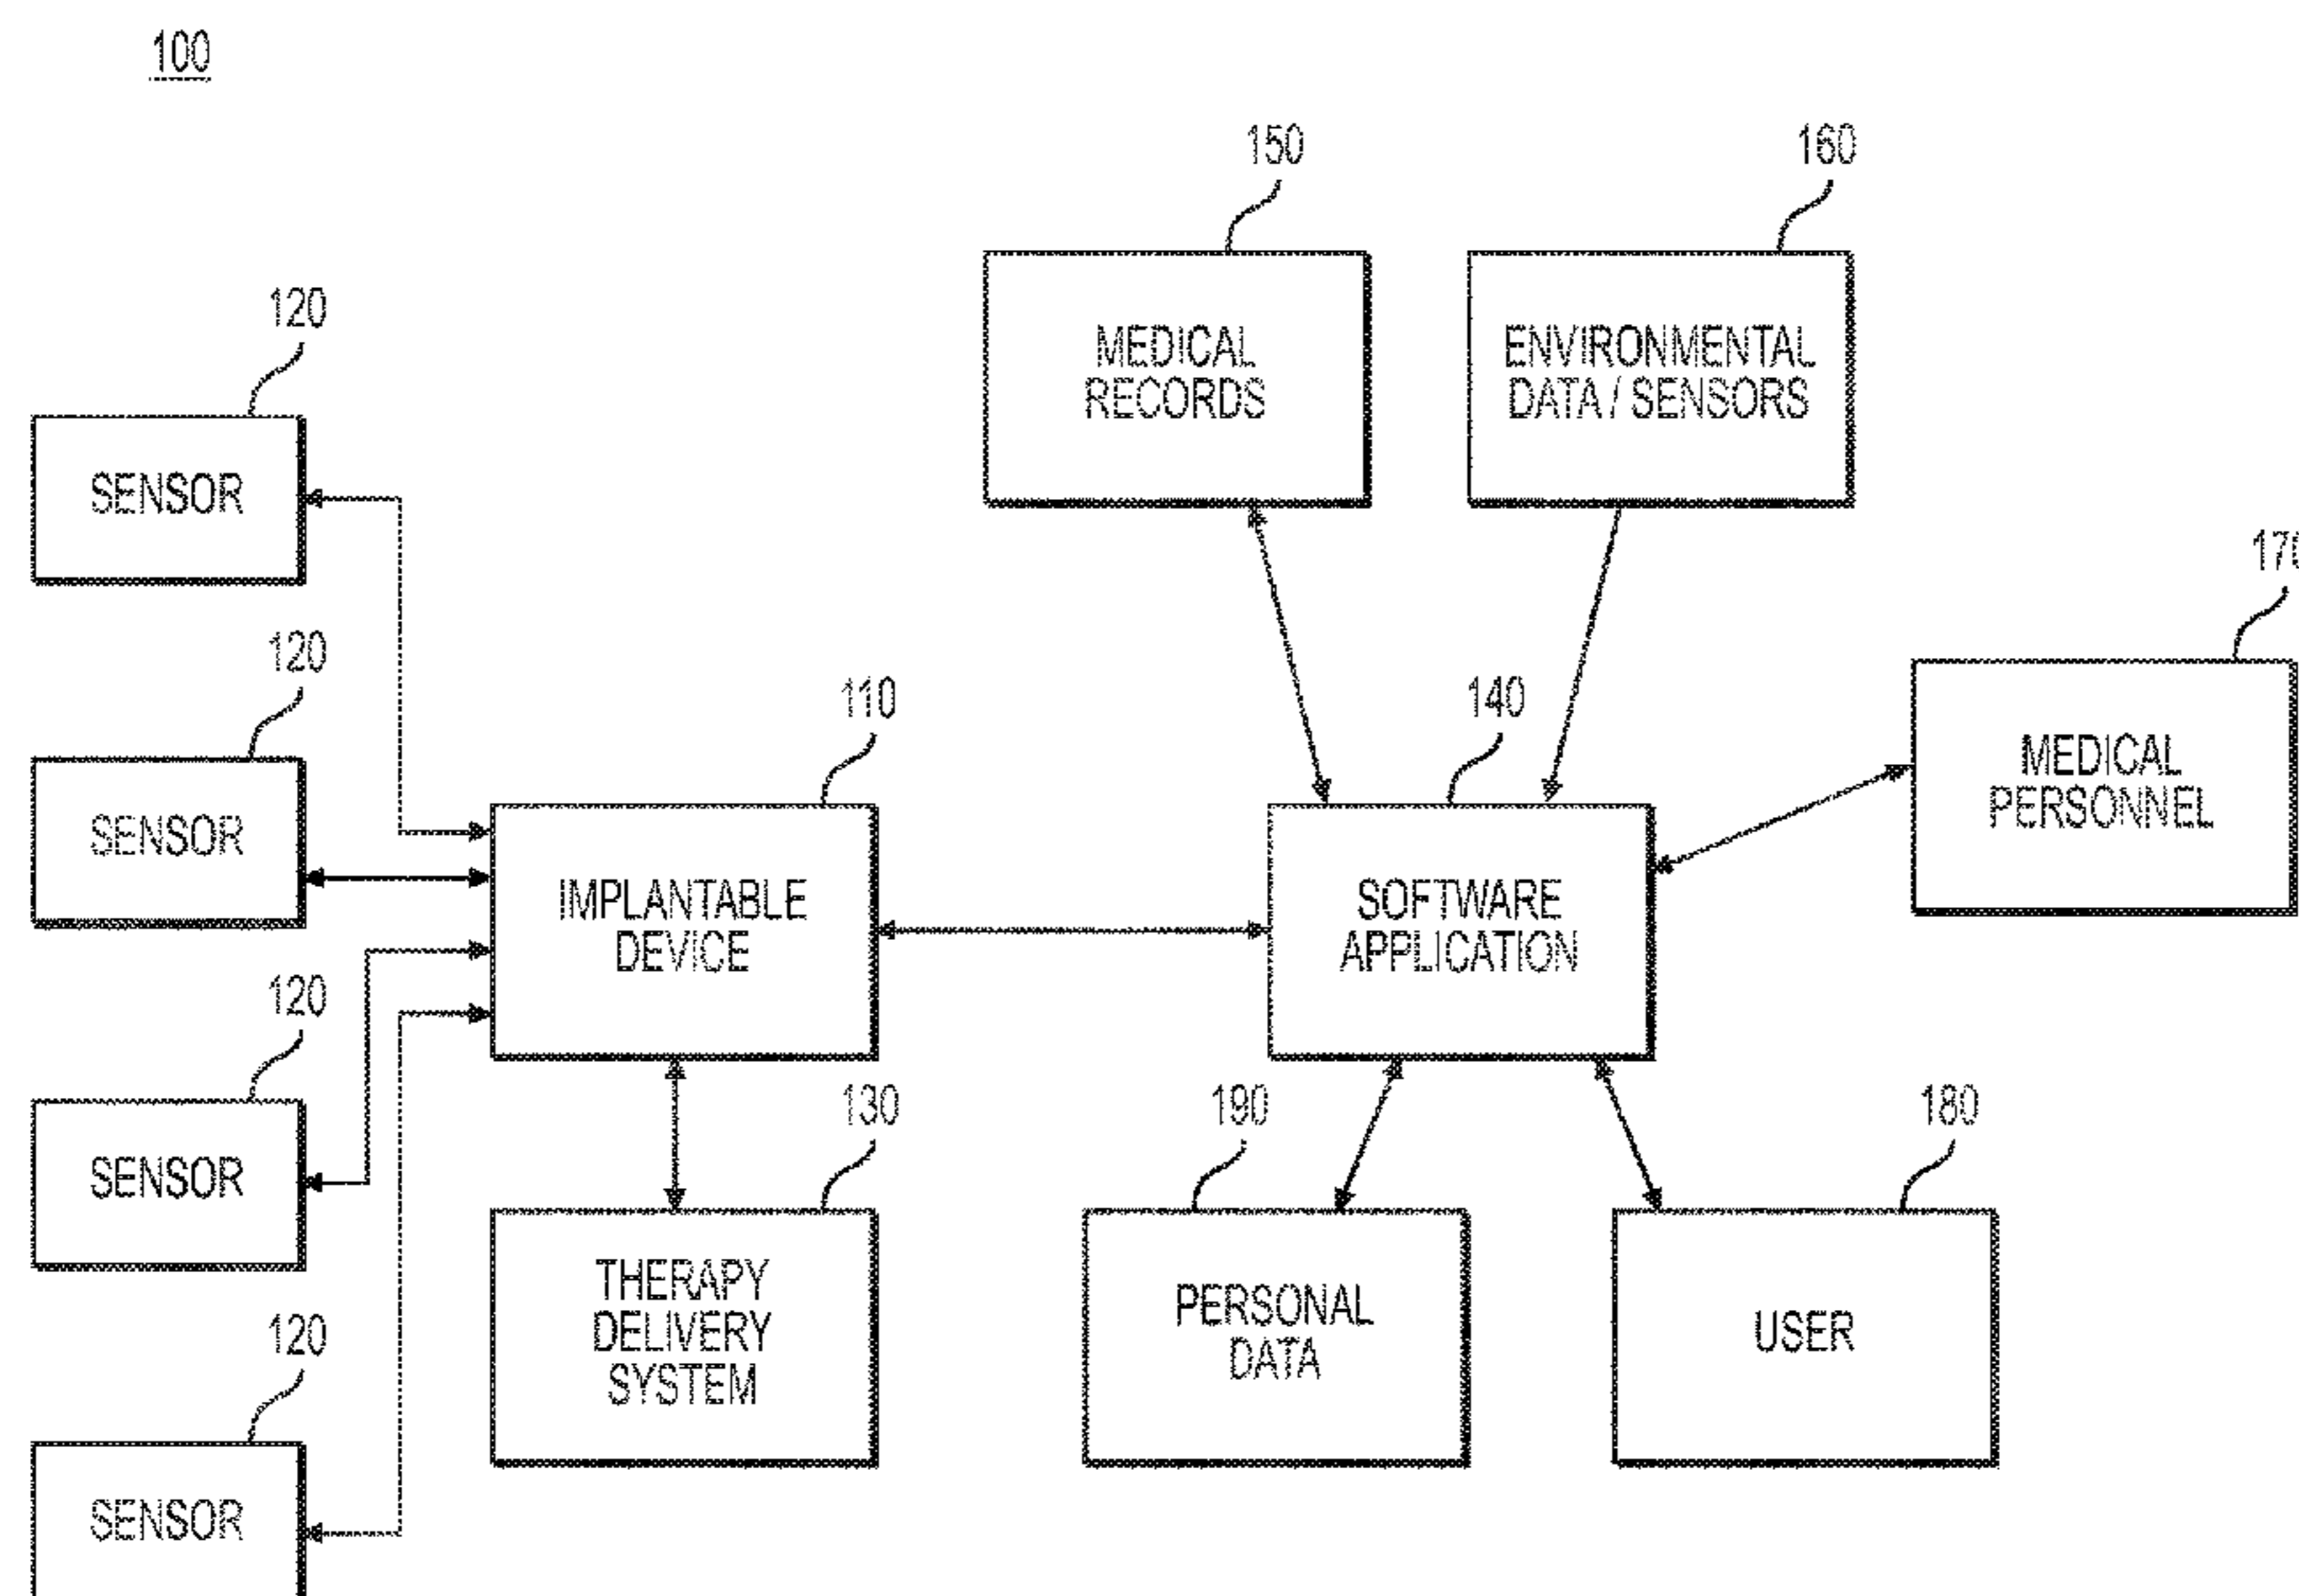 100
150
160
120
MEDICAL
RECORDS
ENVIRONMENTAL
DATA / SENSORS
SENSOR
170
120
110
140
SENSOR
MEDICAL
PERSONNEL
IMPLANTABLE
DEVICE
SOFTWARE
APPLICATION
120
130
190
180
SENSOR
THERAPY
DELIVERY
SYSTEM
PERSONAL
DATA
USER
120
SENSOR